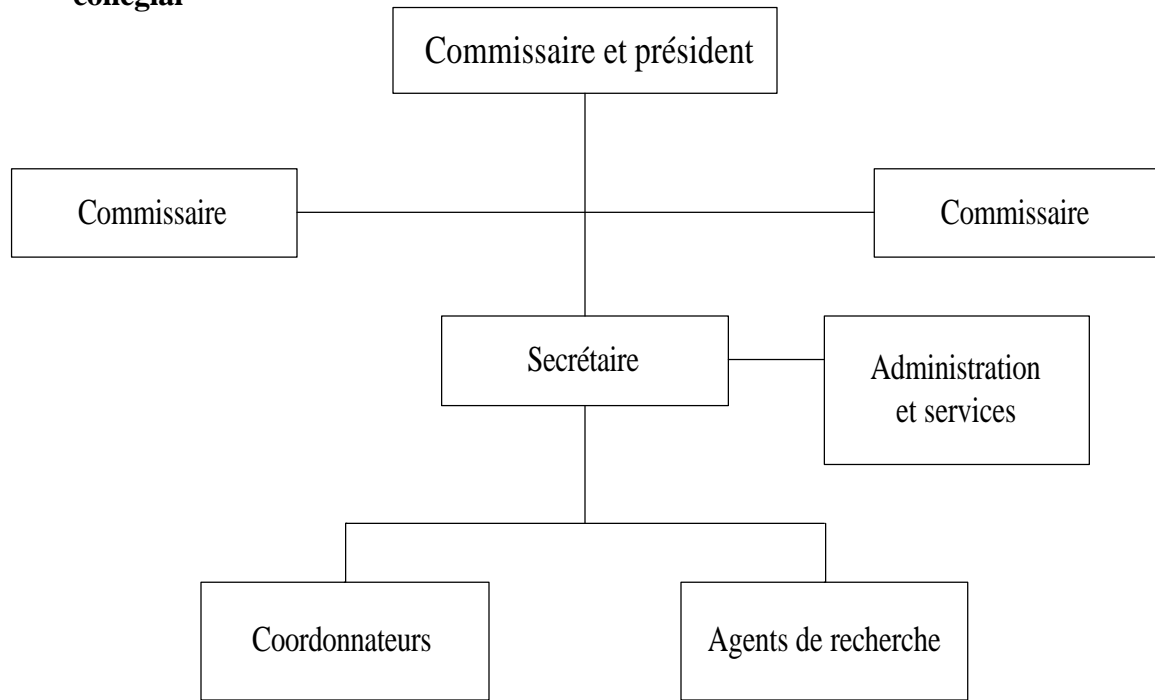 collégial
Commissaire et président
Commissaire
Commissaire
Secrétaire
Administration
et services
Coordonnateurs
Agents de recherche